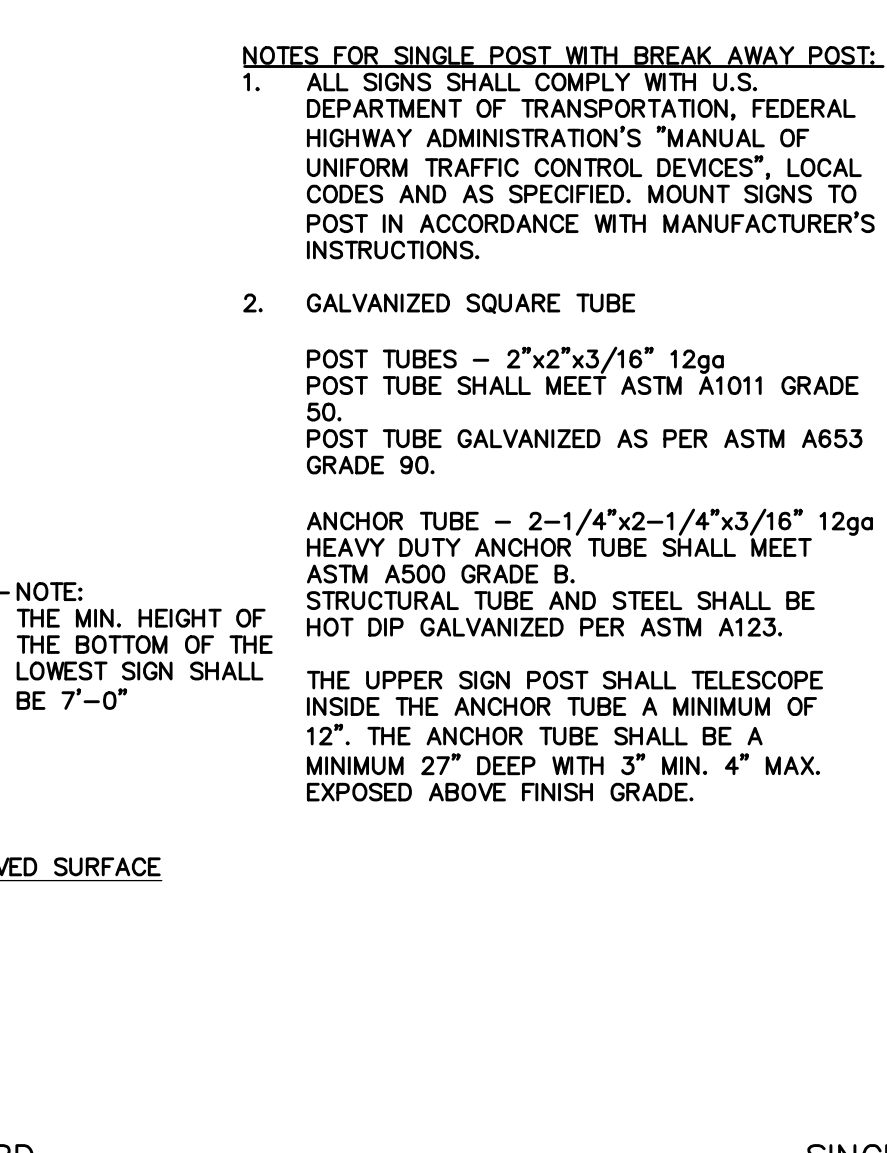 NOTES FOR SINGLE POST WITH BREAK AWAY POST:
1. ALL SIGNS SHALL COMPLY WITH U.S.
DEPARTMENT OF TRANSPORTATION, FEDERAL
HIGHWAY ADMINISTRATION'S "MANUAL OF
UNIFORM TRAFFIC CONTROL DEVICES", LOCAL
CODES AND AS SPECIFIED. MOUNT SIGNS TO
POST IN ACCORDANCE WITH MANUFACTURER'S
INSTRUCTIONS.
2. GALVANIZED SQUARE TUBE
POST TUBES – 2"x2"x3/16" 12ga
POST TUBE SHALL MEET ASTM A1011 GRADE
50.
POST TUBE GALVANIZED AS PER ASTM A653
GRADE 90.
ANCHOR TUBE – 2–1/4"x2–1/4"x3/16" 12ga
HEAVY DUTY ANCHOR TUBE SHALL MEET
ASTM A500 GRADE B.
STRUCTURAL TUBE AND STEEL SHALL BE
HOT DIP GALVANIZED PER ASTM A123.
THE UPPER SIGN POST SHALL TELESCOPE
INSIDE THE ANCHOR TUBE A MINIMUM OF
12". THE ANCHOR TUBE SHALL BE A
MINIMUM 27" DEEP WITH 3" MIN. 4" MAX.
EXPOSED ABOVE FINISH GRADE.
NOTE:
THE MIN. HEIGHT OF
THE BOTTOM OF THE
LOWEST SIGN SHALL
BE 7'–0"
VED SURFACE